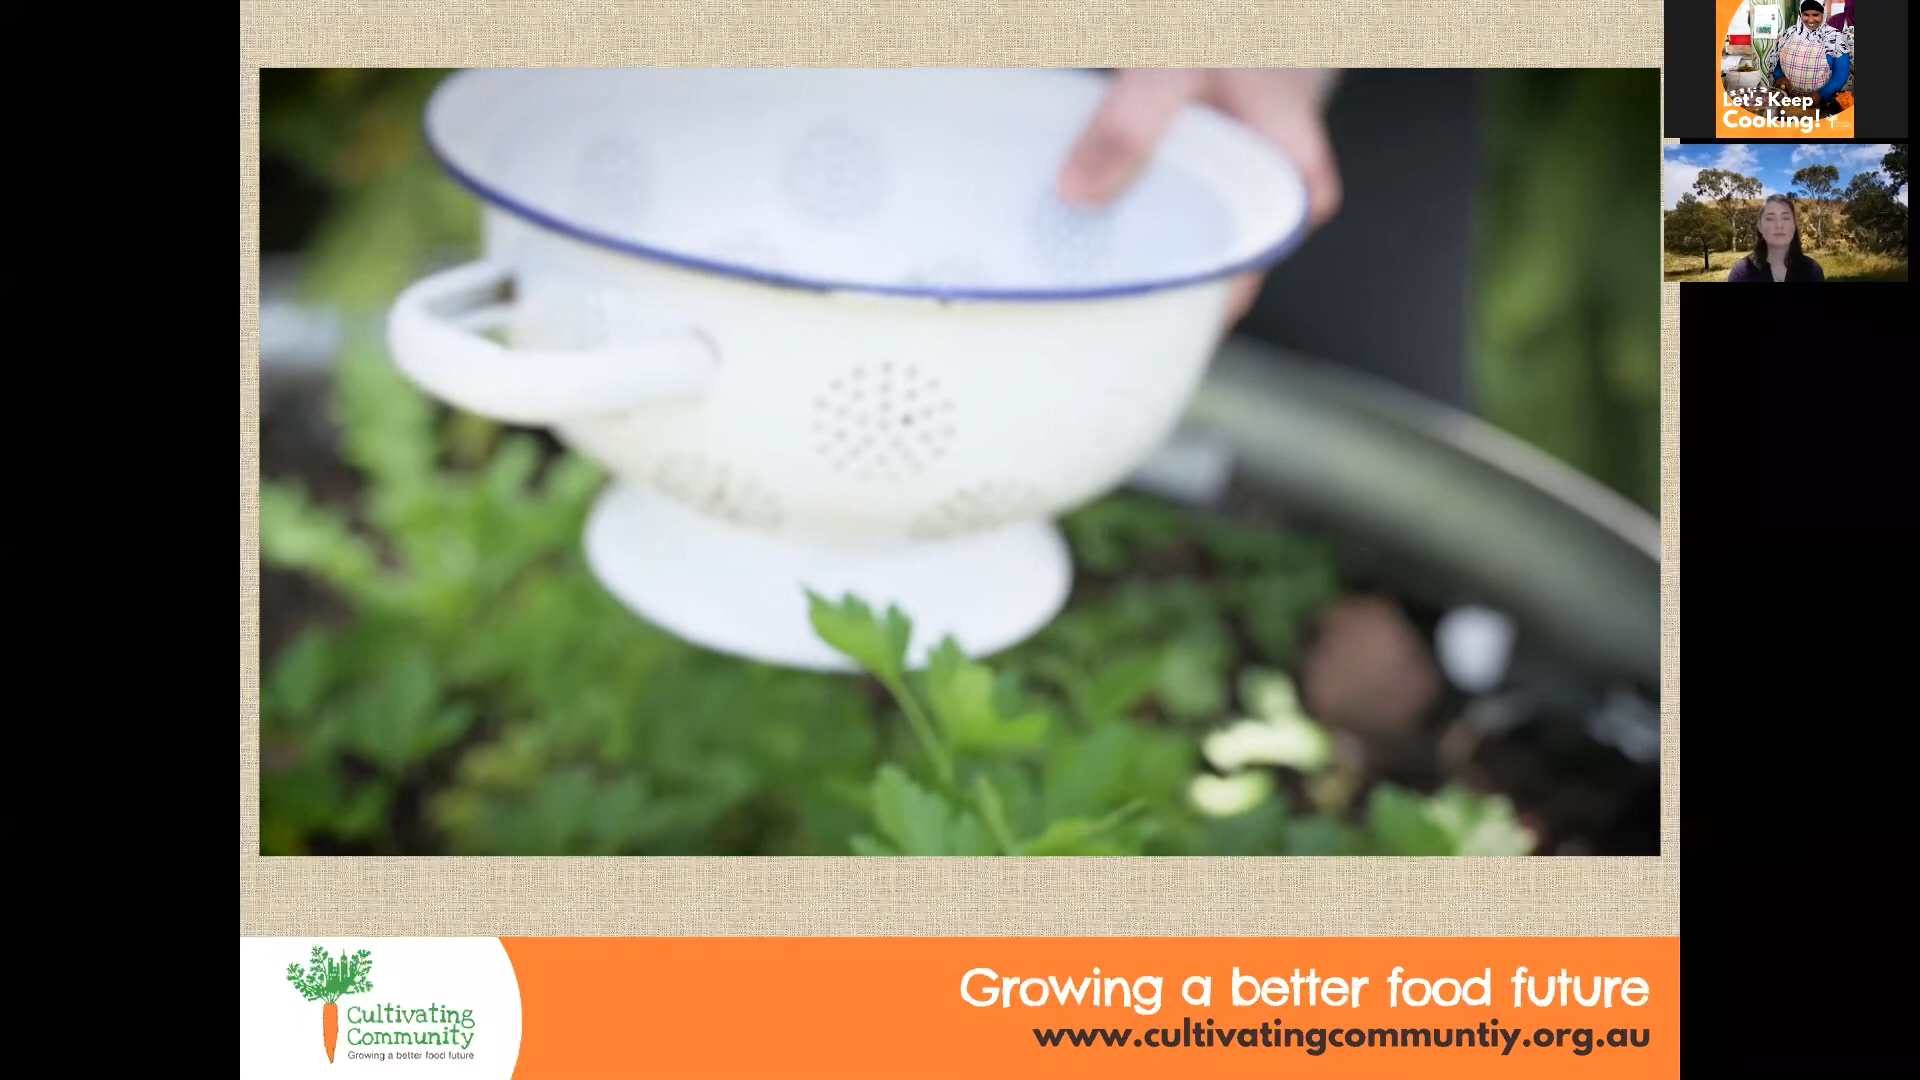 Let's Keep
Cooking!
Growing a better food future
www.cultivatingcommuntiy.org.au
Cultivating
Community
Growing a better food future